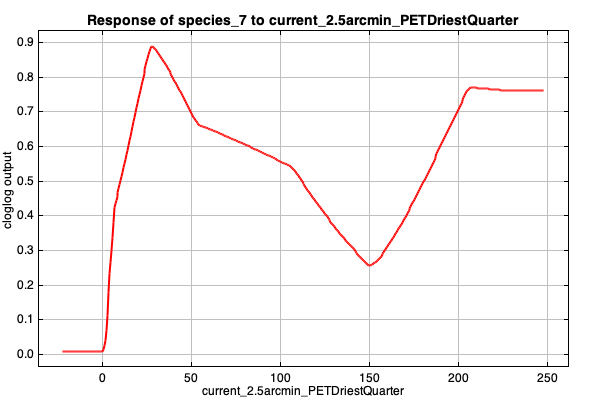 Response of species_7 to current_2.5arcmin_PETDriestQuarter
cloglog output
0.9
0.8
0.7
0.6
0.5
0.4
0.3
0.2
0.1
0.0
0 50 100 150 200 250
current_2.5arcmin_PETDriestQuarter